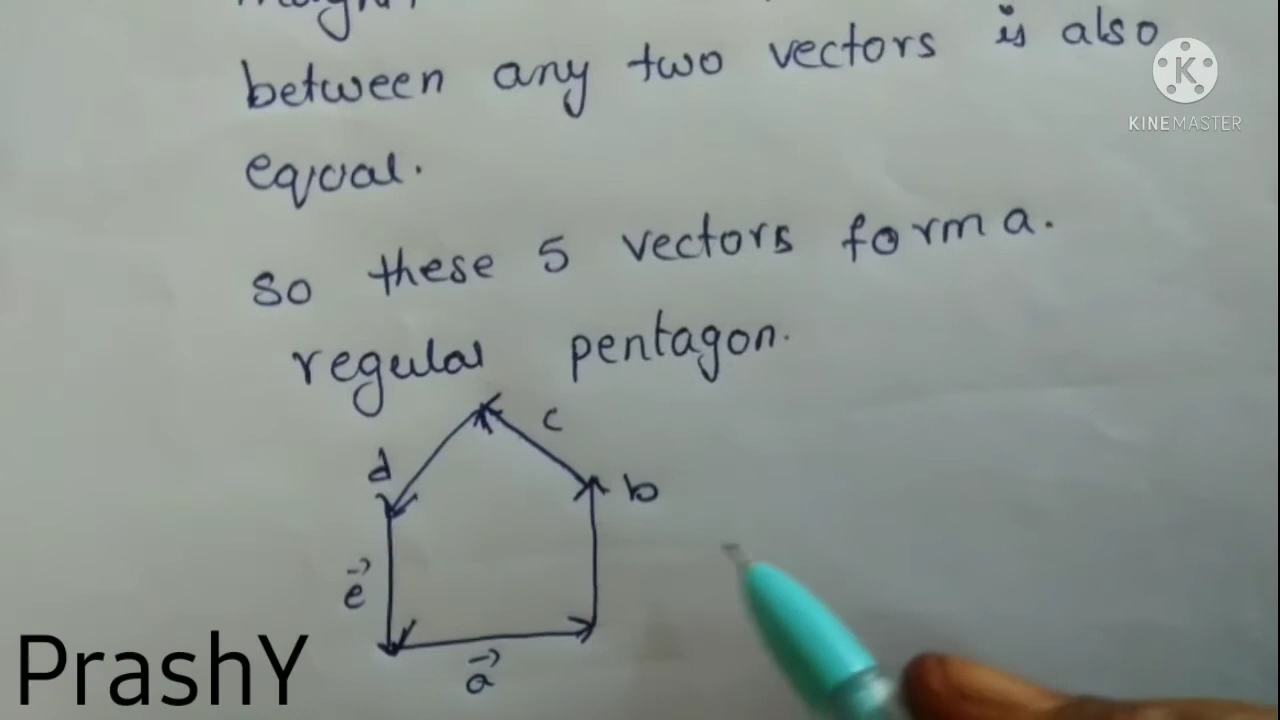 between any two vectors is also
equal.
so these 5 vectors form a.
regular pentagon.
c
d
b
e
a
K
KINEMASTER
PrashY